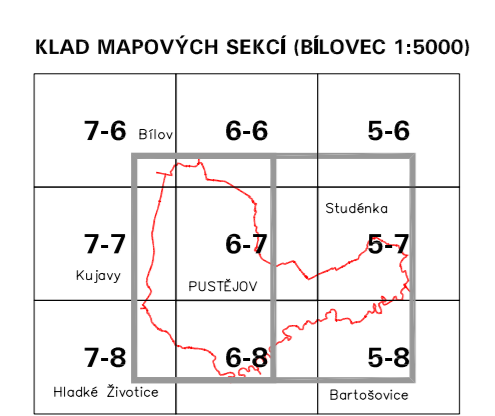 KLAD MAPOVÝCH SEKCÍ (BÍLOVEC 1:5000)
7-6 Bílov 6-6 5-6
Studénka
7-7 6-7 5-7
Kujavy PUSTĚJOV
7-8 6-8 5-8
Hladké Životice Bartošovice